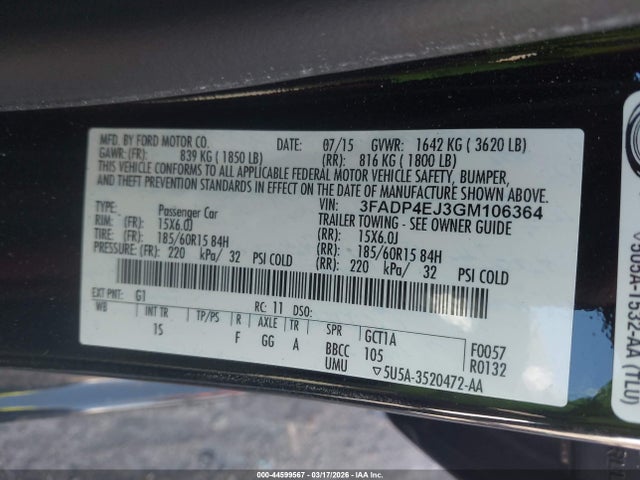 MFD. BY FORD MOTOR CO. DATE: 07/15 GVWR: 1642 KG ( 3620 LB)
GAWR: (FR): 839 KG ( 1850 LB) (RR): 816 KG ( 1800 LB)
THIS VEHICLE CONFORMS TO ALL APPLICABLE FEDERAL MOTOR VEHICLE SAFETY, BUMPER,
AND THEFT PREVENTION STANDARDS IN EFFECT ON THE DATE OF MANUFACTURE SHOWN ABOVE.
VIN: 3FADP4EJ3GM106364
TYPE: Passenger Car TRAILER TOWING - SEE OWNER GUIDE
RIM: (FR): 15X6.0J (RR): 15X6.0J
TIRE: (FR): 185/60R15 84H (RR): 185/60R15 84H
PRESSURE: (FR): 220 kPa/ 32 PSI COLD (RR): 220 kPa/ 32 PSI COLD
EXT PNT: G1 RC: 11 DSO:
WB INT TR TP/PS R AXLE TR SPR GCT1A F0057
15 F GG A BBCC 105 R0132
UMU ▽5U5A-3520472-AA
000-44599567 | 03/17/2026 | IAA Inc.